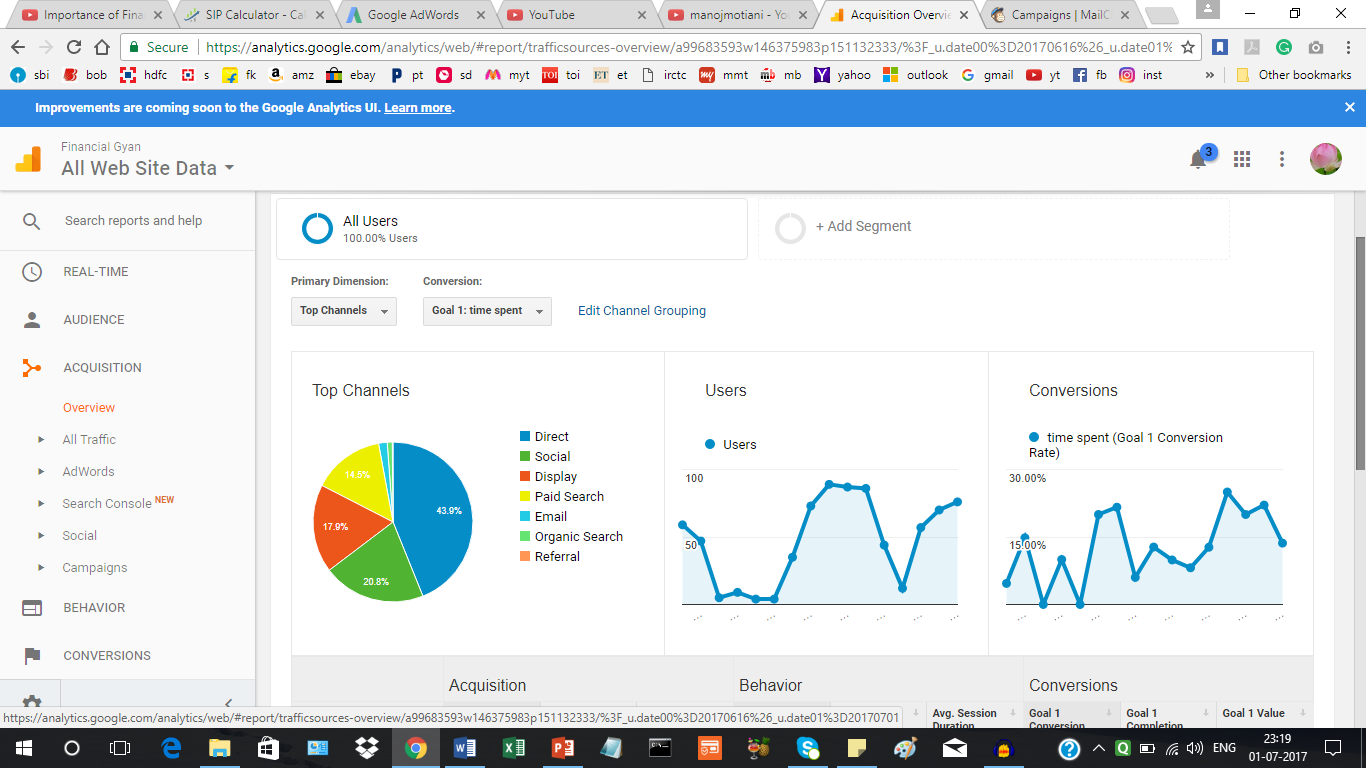 Importance of Finan
SIP Calculator - Cal
Google AdWords
YouTube
manojmotiani - You
Acquisition Overvie
Campaigns | MailC
Secure
https://analytics.google.com/analytics/web/#report/trafficsources-overview/a99683593w146375983p151132333/%3F_u.date00%3D20170616%26_u.date01%
sbi bob hdfc s fk amz ebay pt sd myt toi et irctc mmt mb yahoo outlook gmail yt fb inst » Other bookmarks
Improvements are coming soon to the Google Analytics UI. Learn more.
Financial Gyan
All Web Site Data
3
Search reports and help
REAL-TIME
AUDIENCE
ACQUISITION
Overview
All Traffic
AdWords
Search Console NEW
Social
Campaigns
BEHAVIOR
CONVERSIONS
All Users
100.00% Users
+ Add Segment
Primary Dimension:
Conversion:
Top Channels
Goal 1: time spent
Edit Channel Grouping
Top Channels
43.9%
20.8%
17.9%
14.5%
Direct
Social
Display
Paid Search
Email
Organic Search
Referral
Users
Users
100
50
Conversions
time spent (Goal 1 Conversion
Rate)
30.00%
15.00%
Acquisition
Behavior
Conversions
Avg. Session
Duration
Goal 1
Conversion
Goal 1
Completion
Goal 1 Value
https://analytics.google.com/analytics/web/#report/trafficsources-overview/a99683593w146375983p151132333/%3F_u.date00%3D20170616%26_u.date01%3D20170701
ENG
23:19
01-07-2017